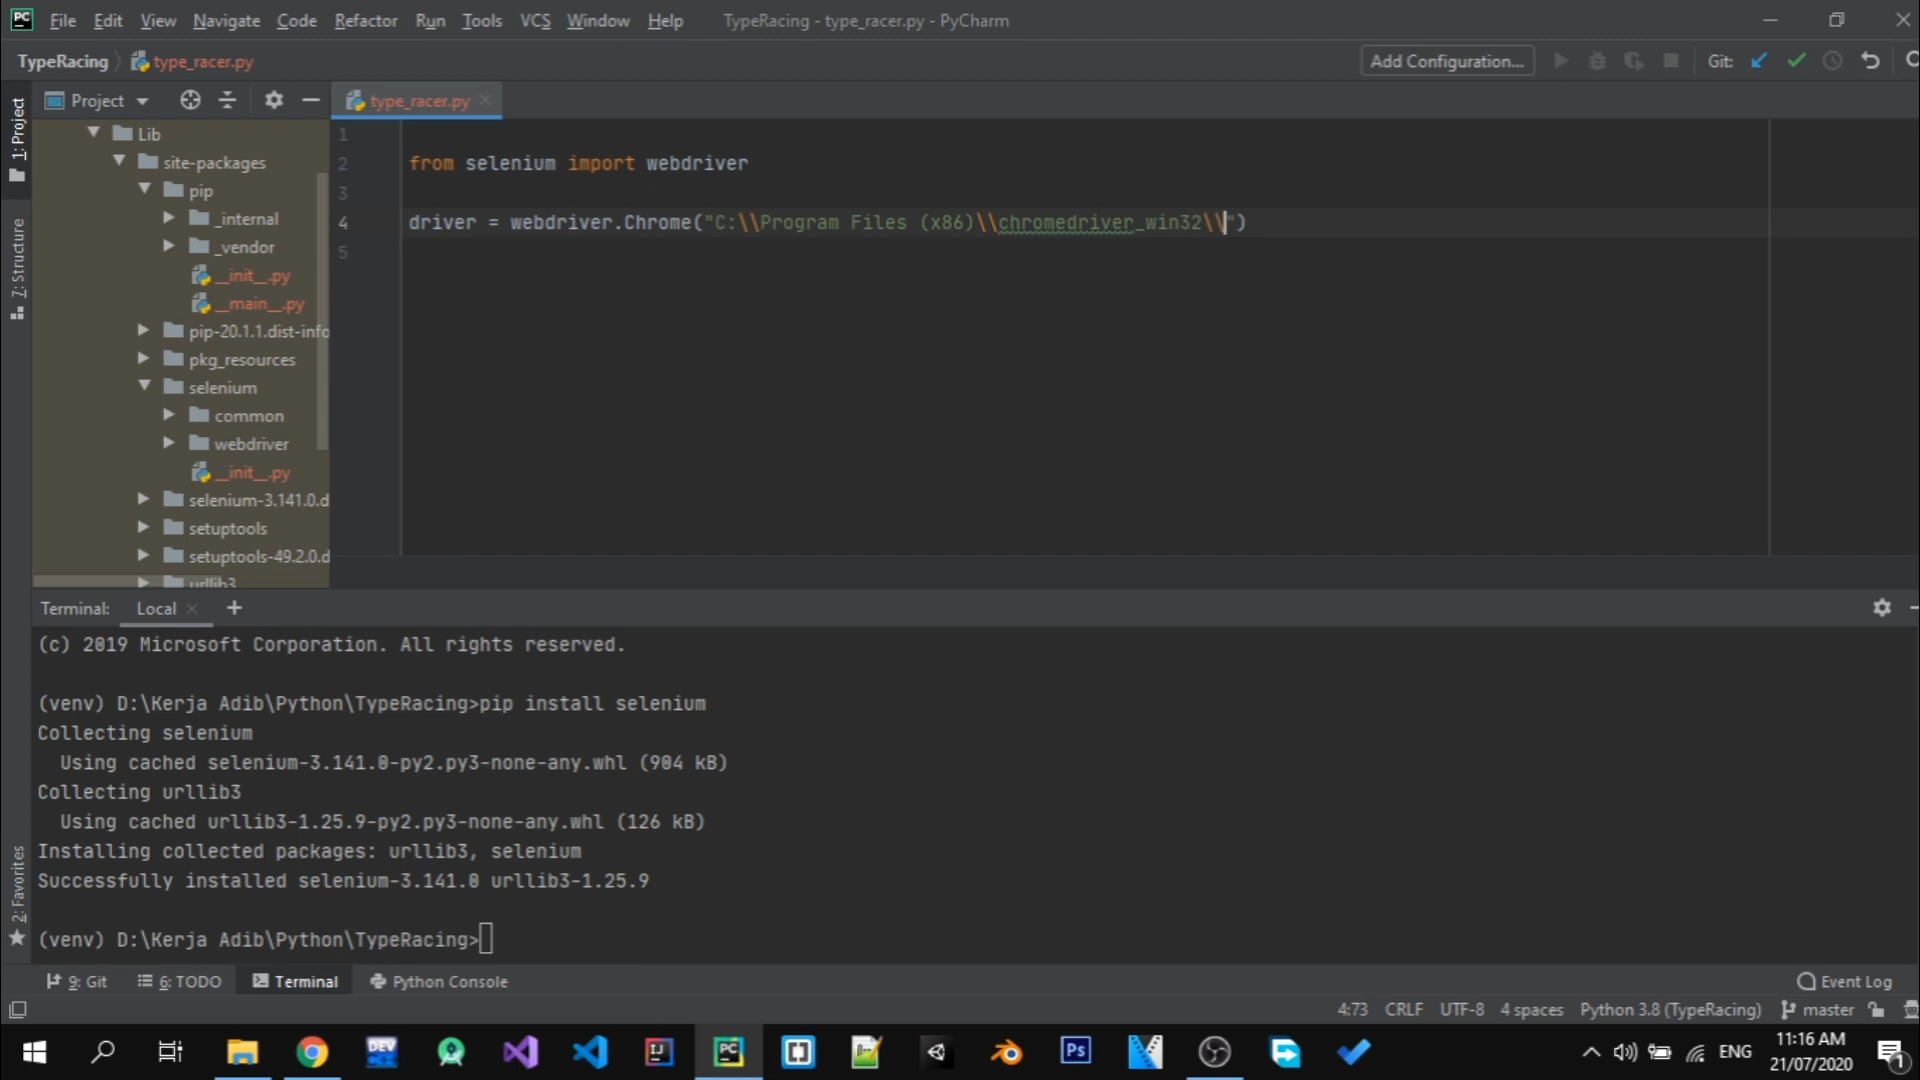 PC File Edit View Navigate Code Refactor Run Tools VCS Window Help TypeRacing - type_racer.py - PyCharm
TypeRacing type_racer.py Add Configuration... Git:
1: Project
Project
type_racer.py
Lib
site-packages
pip
_internal
_vendor
__init__.py
__main__.py
pip-20.1.1.dist-info
pkg_resources
selenium
common
webdriver
__init__.py
selenium-3.141.0.d
setuptools
setuptools-49.2.0.d
urllib3
7: Structure
1
2 from selenium import webdriver
3
4 driver = webdriver.Chrome("C:\\Program Files (x86)\\chromedriver_win32\\")
5
Terminal: Local
(c) 2019 Microsoft Corporation. All rights reserved.
(venv) D:\Kerja Adib\Python\TypeRacing>pip install selenium
Collecting selenium
Using cached selenium-3.141.0-py2.py3-none-any.whl (904 kB)
Collecting urllib3
Using cached urllib3-1.25.9-py2.py3-none-any.whl (126 kB)
Installing collected packages: urllib3, selenium
Successfully installed selenium-3.141.0 urllib3-1.25.9
(venv) D:\Kerja Adib\Python\TypeRacing>
2: Favorites
9: Git 6: TODO Terminal Python Console Event Log
4:73 CRLF UTF-8 4 spaces Python 3.8 (TypeRacing) master
DEV IJ PC Ps
ENG
11:16 AM
21/07/2020
1